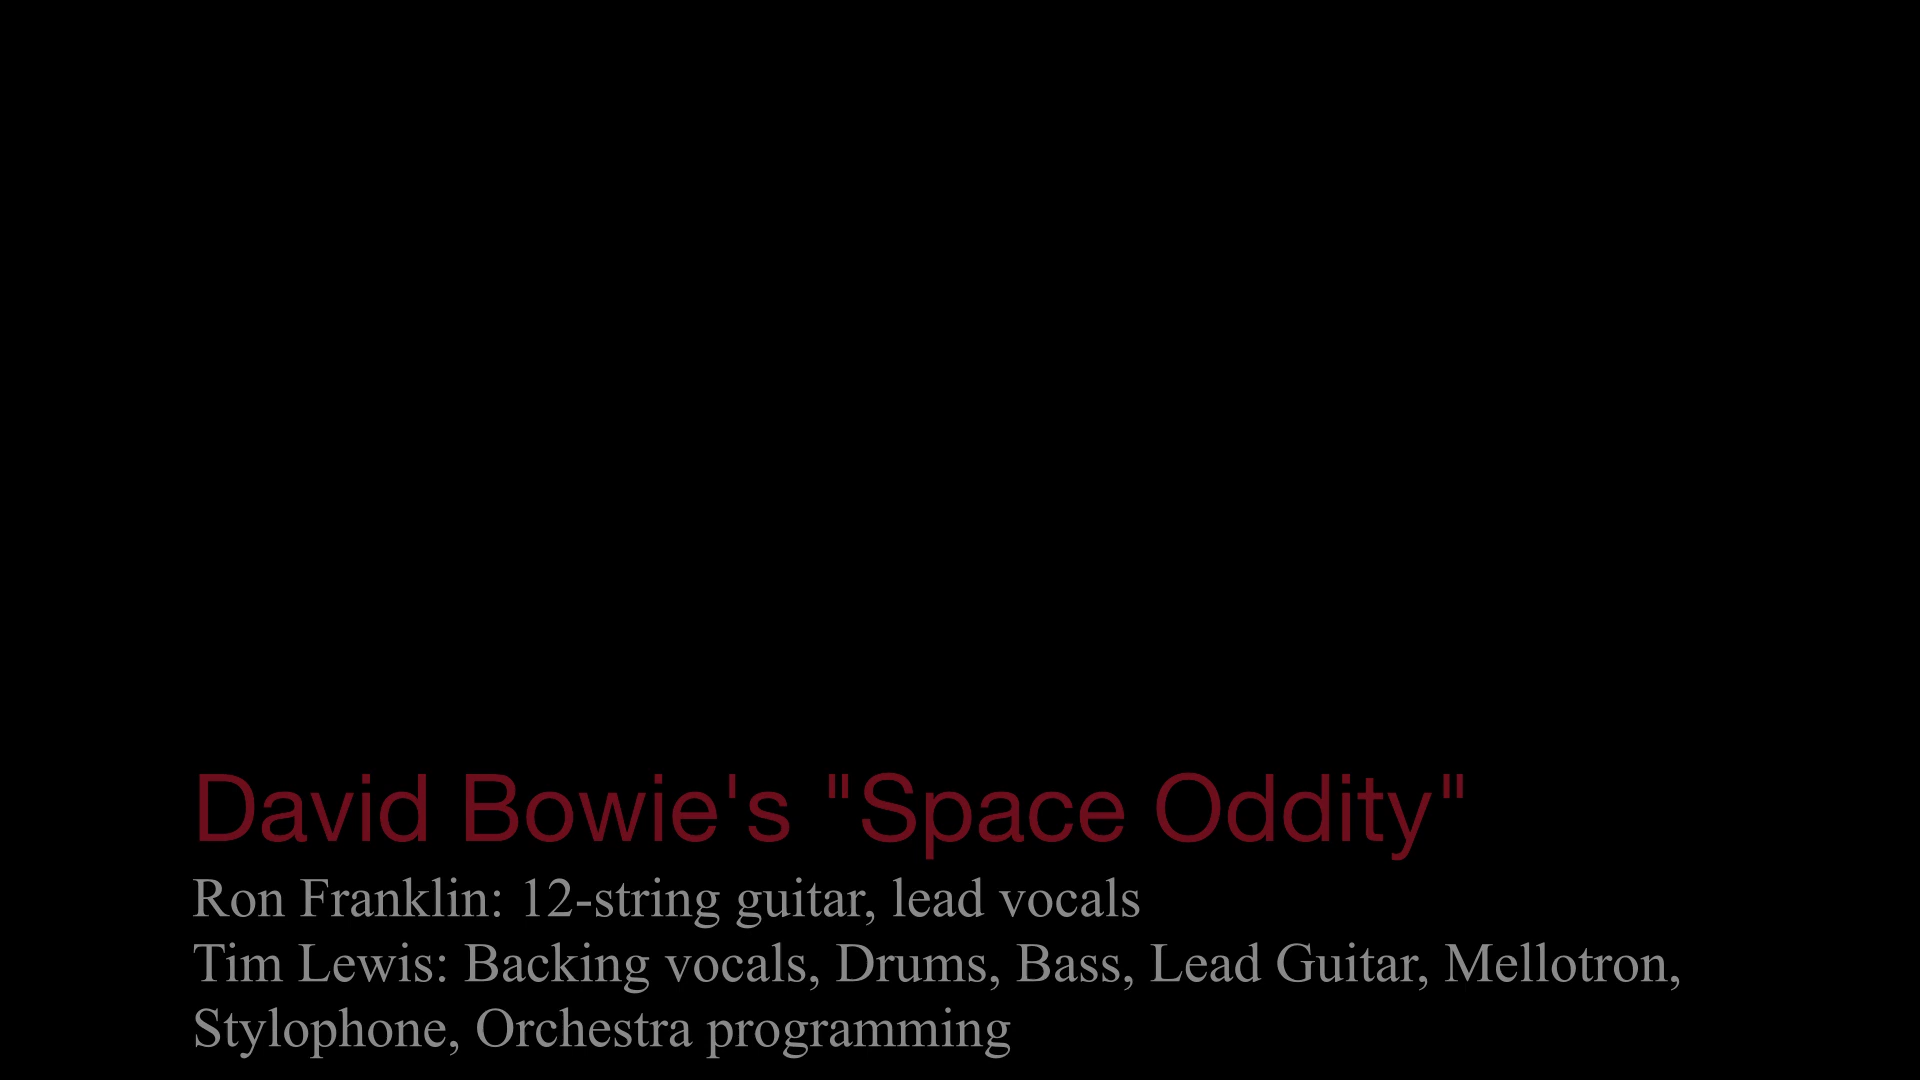 David Bowie's "Space Oddity"
Ron Franklin: 12-string guitar, lead vocals
Tim Lewis: Backing vocals, Drums, Bass, Lead Guitar, Mellotron,
Stylophone, Orchestra programming